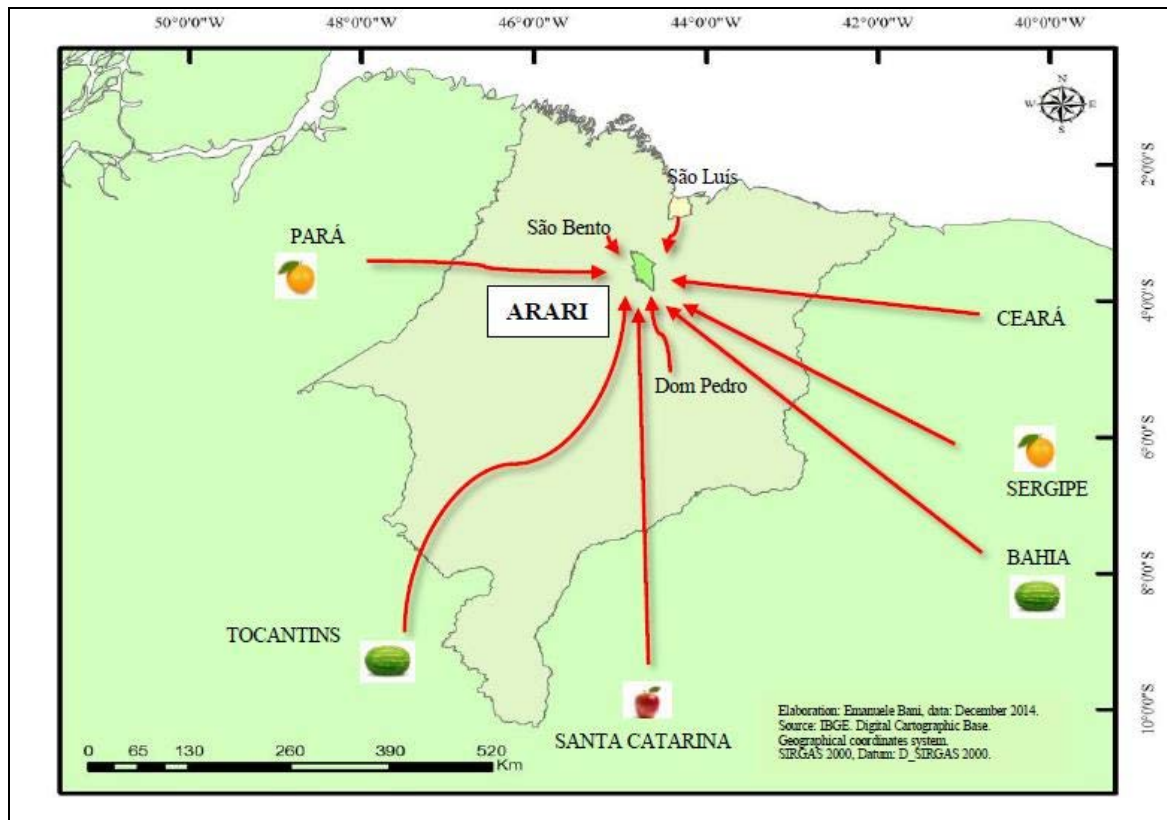 50°0'0"W 48°0'0"W 46°0'0"W 44°0'0"W 42°0'0"W 40°0'0"W
N
W E
S
2°0'0"S
São Luís
São Bento
PARÁ
4°0'0"S
ARARI
CEARÁ
Dom Pedro
6°0'0"S
SERGIPE
BAHIA
8°0'0"S
TOCANTINS
10°0'0"S
SANTA CATARINA
Elaboration: Emanuele Bani, data: December 2014.
Source: IBGE. Digital Cartographic Base.
Geographical coordinates system.
SIRGAS 2000, Datum: D_SIRGAS 2000.
0 65 130 260 390 520
Km